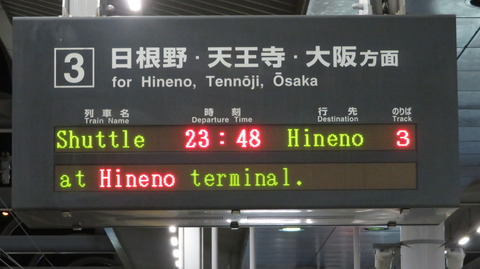 3 日根野・天王寺・大阪方面
for Hineno, Tennōji, Ōsaka
列車名 時刻 行先 のりば
Train Name Departure Time Destination Track
Shuttle 23:48 Hineno 3
at Hineno terminal.